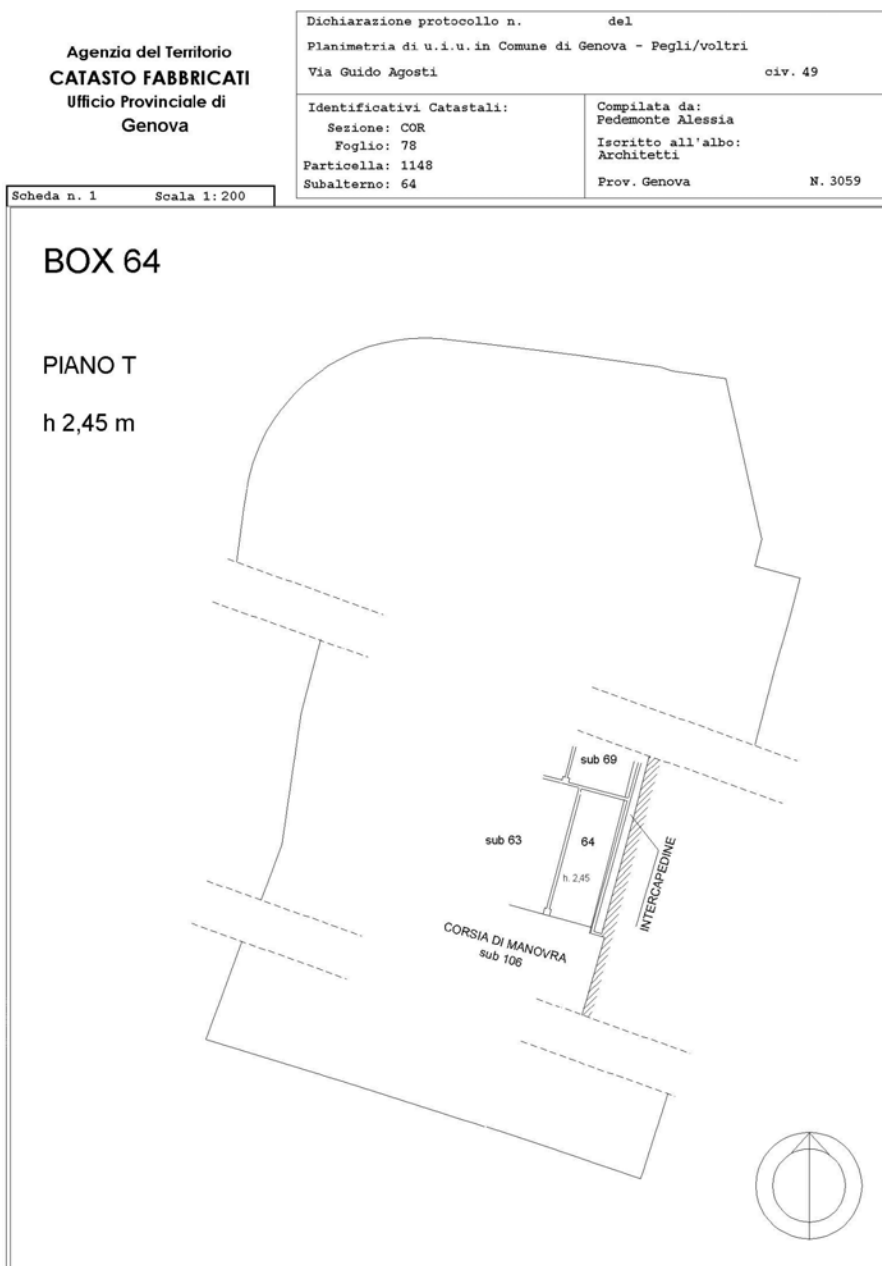 Agenzia del Territorio
CATASTO FABBRICATI
Ufficio Provinciale di
Genova
Dichiarazione protocollo n. del
Planimetria di u.i.u. in Comune di Genova - Pegli/voltri
Via Guido Agosti civ. 49
Identificativi Catastali:
Sezione: COR
Foglio: 78
Particella: 1148
Subalterno: 64
Compilata da:
Pedemonte Alessia
Iscritto all'albo:
Architetti
Prov. Genova N. 3059
Scheda n. 1 Scala 1:200
BOX 64
PIANO T
h 2,45 m
sub 69
sub 63
64
h. 2,45
INTERCAPEDINE
CORSIA DI MANOVRA
sub 106